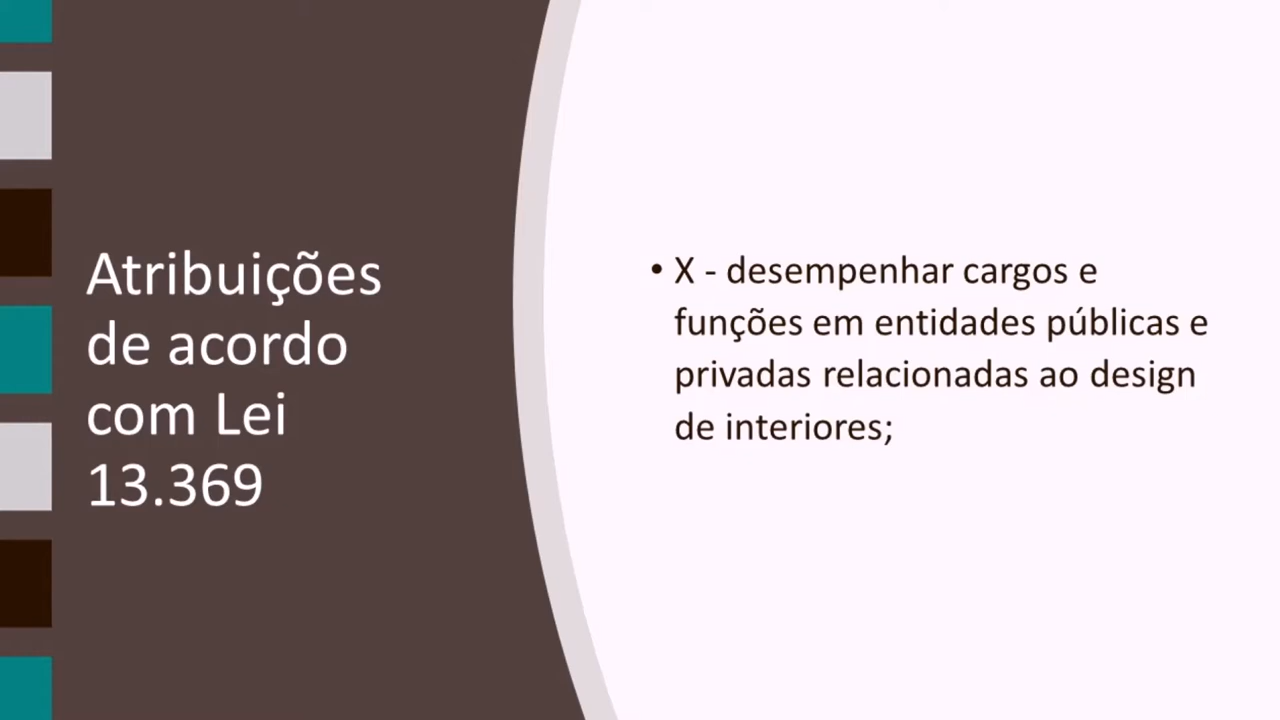 Atribuições
de acordo
com Lei
13.369
• X - desempenhar cargos e
funções em entidades públicas e
privadas relacionadas ao design
de interiores;